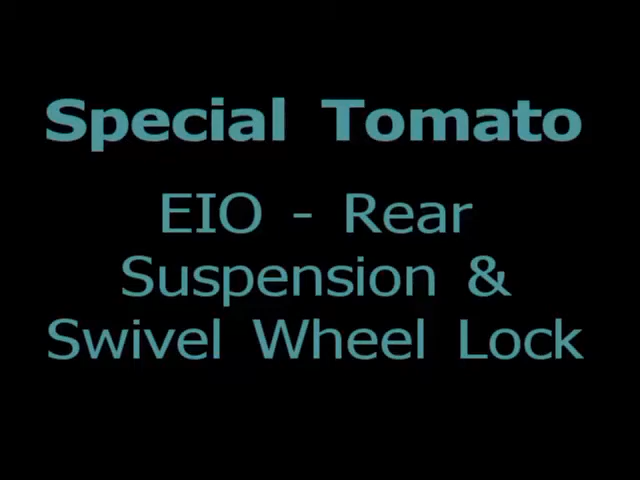 Special Tomato
EIO - Rear
Suspension &
Swivel Wheel Lock